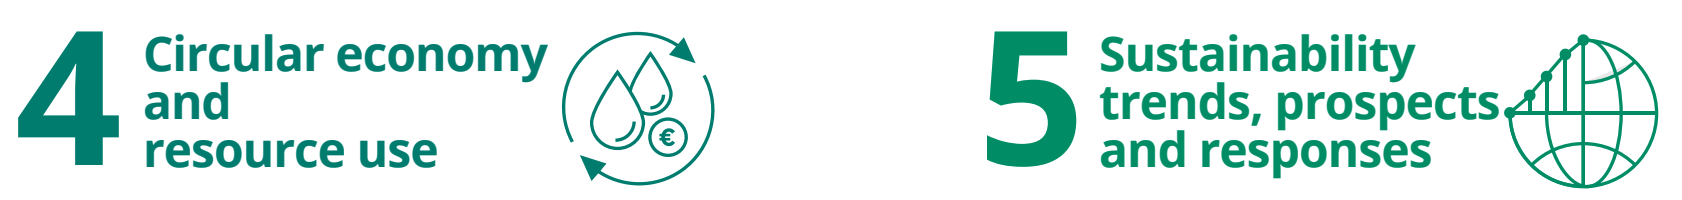 4
Circular economy
and
resource use
€
5
Sustainability
trends, prospects
and responses